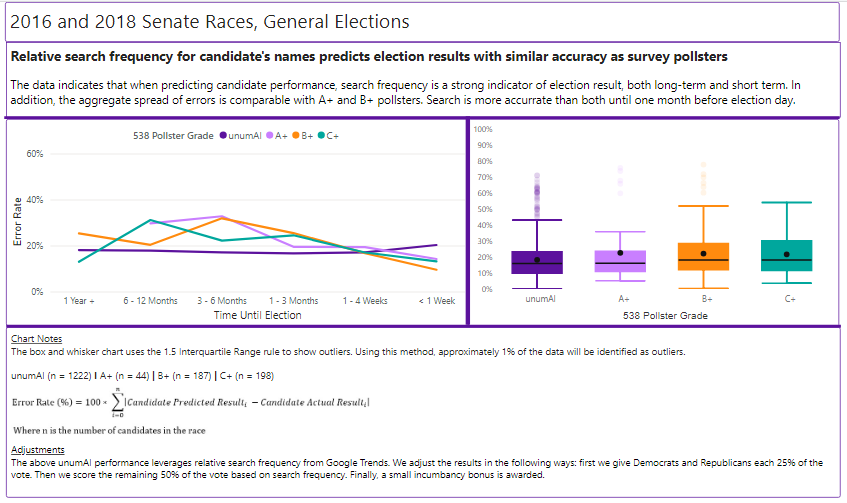 2016 and 2018 Senate Races, General Elections
Relative search frequency for candidate's names predicts election results with similar accuracy as survey pollsters
The data indicates that when predicting candidate performance, search frequency is a strong indicator of election result, both long-term and short term. In
addition, the aggregate spread of errors is comparable with A+ and B+ pollsters. Search is more accurrate than both until one month before election day.
538 Pollster Grade unumAI A+ B+ C+
60%
40%
20%
0%
Error Rate
1 Year +
6 - 12 Months
3 - 6 Months
1 - 3 Months
1 - 4 Weeks
< 1 Week
Time Until Election
100%
90%
80%
70%
60%
50%
40%
30%
20%
10%
0%
unumAI
A+
B+
C+
538 Pollster Grade
Chart Notes
The box and whisker chart uses the 1.5 Interquartile Range rule to show outliers. Using this method, approximately 1% of the data will be identified as outliers.
unumAI (n = 1222) I A+ (n = 44) | B+ (n = 187) | C+ (n = 198)
Error Rate (%) = 100 * n ∑ i=0 |Candidate Predicted Resultᵢ − Candidate Actual Resultᵢ|
Where n is the number of candidates in the race
Adjustments
The above unumAI performance leverages relative search frequency from Google Trends. We adjust the results in the following ways: first we give Democrats and Republicans each 25% of the
vote. Then we score the remaining 50% of the vote based on search frequency. Finally, a small incumbancy bonus is awarded.